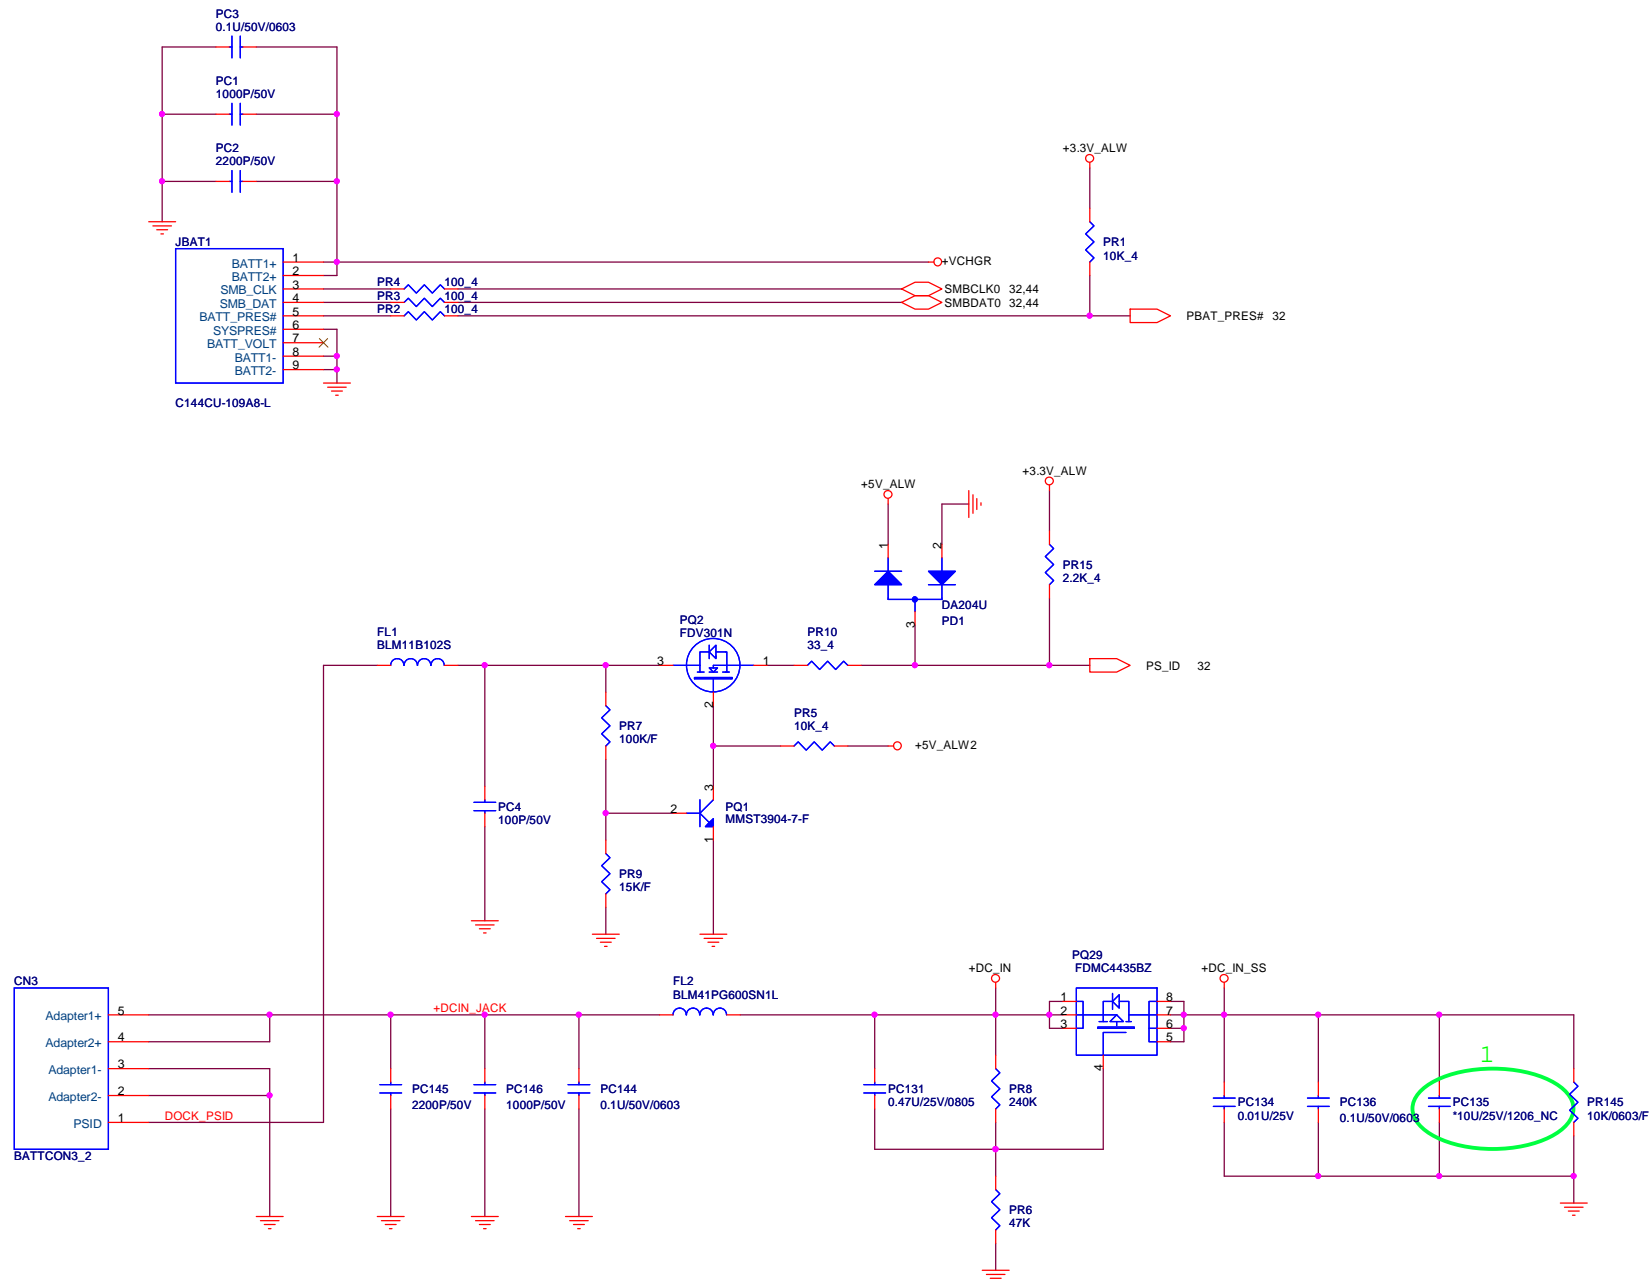 PC3
0.1U/50V/0603
PC1
1000P/50V
PC2
2200P/50V
+3.3V_ALW
PR1
10K_4
JBAT1
BATT1+ 1
BATT2+ 2
SMB_CLK 3
SMB_DAT 4
BATT_PRES# 5
SYSPRES# 6
BATT_VOLT 7
BATT1- 8
BATT2- 9
C144CU-109A8-L
+VCHGR
PR4 100_4
SMBCLK0 32,44
PR3 100_4
SMBDAT0 32,44
PR2 100_4
PBAT_PRES# 32
+5V_ALW
+3.3V_ALW
1
2
3
DA204U
PD1
PR15
2.2K_4
FL1
BLM11B102S
PQ2
FDV301N
3
1
2
PR10
33_4
PS_ID 32
PR7
100K/F
PR5
10K_4
+5V_ALW2
PC4
100P/50V
3
2
1
PQ1
MMST3904-7-F
PR9
15K/F
CN3
Adapter1+ 5
Adapter2+ 4
Adapter1- 3
Adapter2- 2
PSID 1
BATTCON3_2
DOCK_PSID
+DCIN_JACK
FL2
BLM41PG600SN1L
PC145
2200P/50V
PC146
1000P/50V
PC144
0.1U/50V/0603
+DC_IN
PQ29
FDMC4435BZ
1
2
3
8
7
6
5
4
+DC_IN_SS
PC131
0.47U/25V/0805
PR8
240K
PR6
47K
PC134
0.01U/25V
PC136
0.1U/50V/0603
1
PC135
*10U/25V/1206_NC
PR145
10K/0603/F